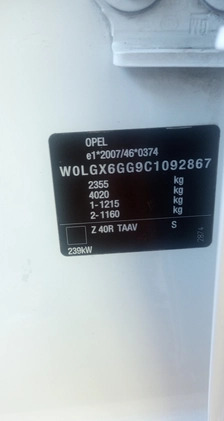 OPEL
e1*2007/46*0374
W0LGX6GG9C1092867
2355 kg
4020 kg
1-1215 kg
2-1160 kg
Z 40R TAAV S
239kW